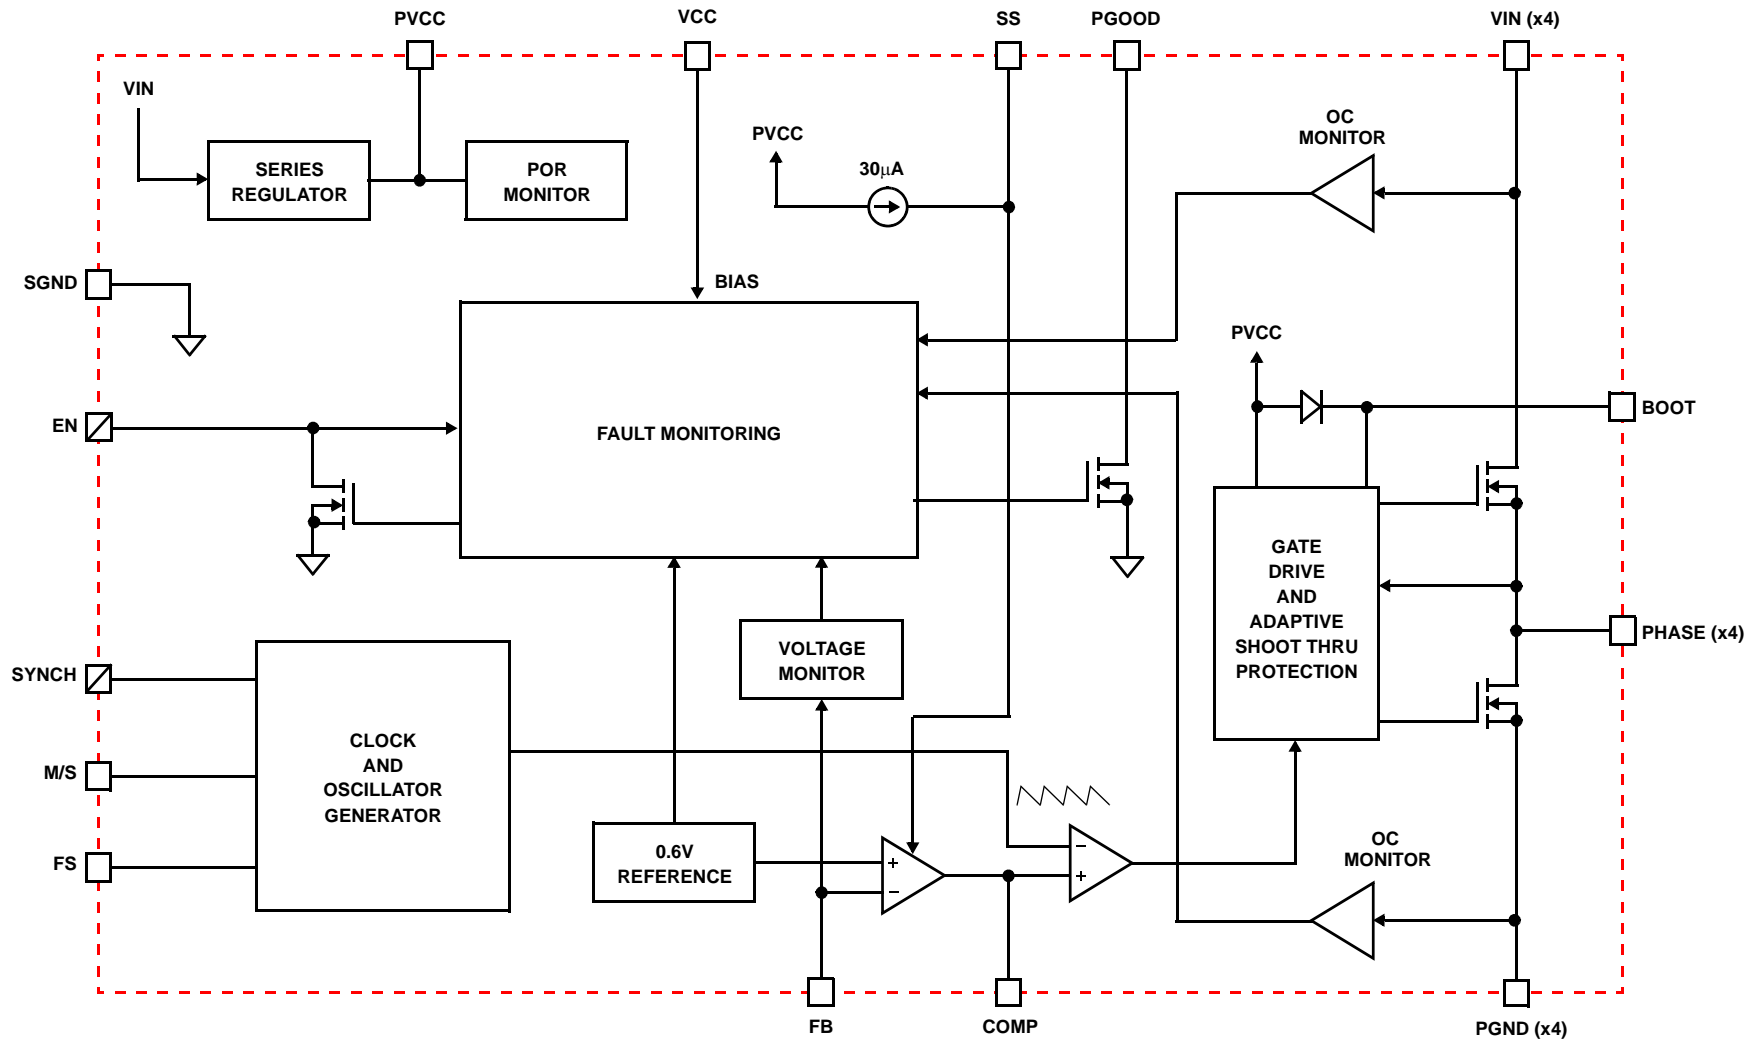 PVCC
VCC
SS
PGOOD
VIN (x4)
VIN
SERIES
REGULATOR
POR
MONITOR
PVCC
30μA
OC
MONITOR
SGND
BIAS
PVCC
BOOT
EN
FAULT MONITORING
GATE
DRIVE
AND
ADAPTIVE
SHOOT THRU
PROTECTION
PHASE (x4)
VOLTAGE
MONITOR
SYNCH
M/S
FS
CLOCK
AND
OSCILLATOR
GENERATOR
0.6V
REFERENCE
+
−
−
+
OC
MONITOR
FB
COMP
PGND (x4)